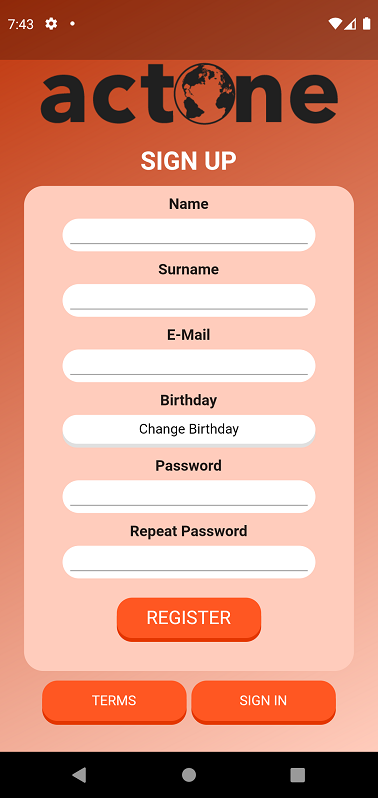 7:43
actone
SIGN UP
Name
Surname
E-Mail
Birthday
Change Birthday
Password
Repeat Password
REGISTER
TERMS SIGN IN